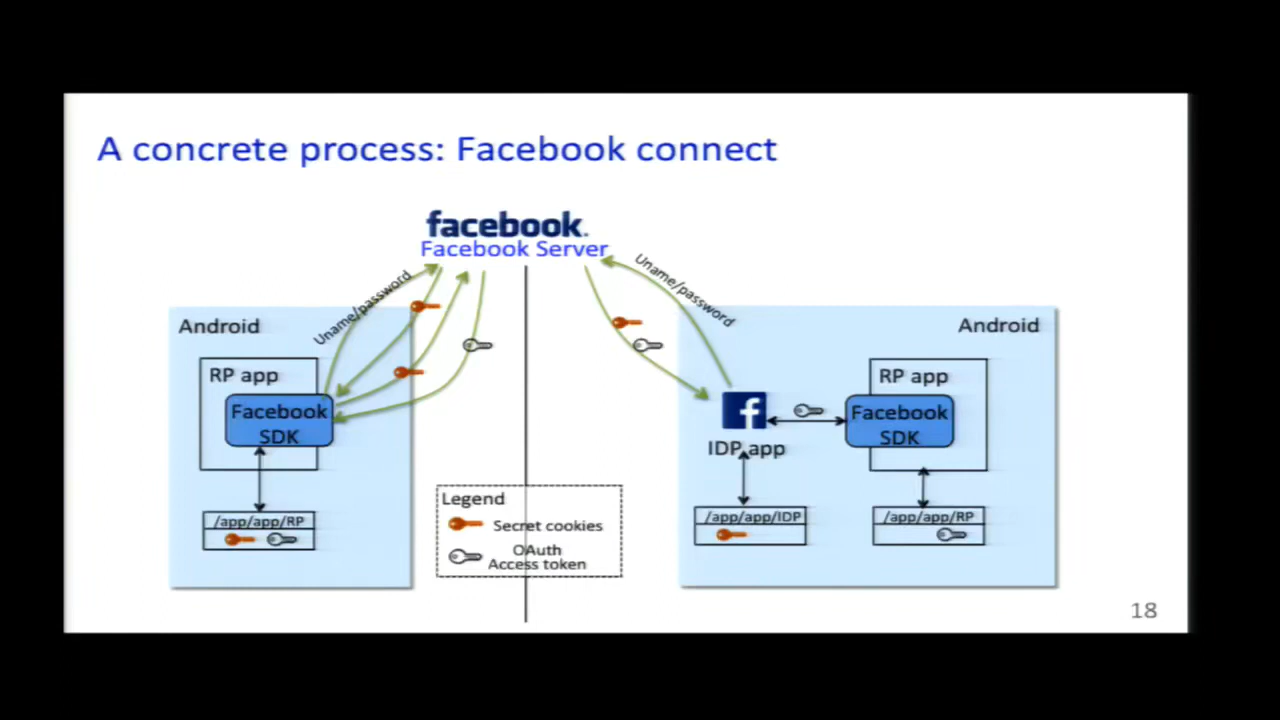 A concrete process: Facebook connect
facebook.
Facebook Server
Uname/password
Uname/password
Android
RP app
Facebook
SDK
/app/app/RP
Legend
Secret cookies
OAuth
Access token
Android
RP app
Facebook
SDK
f
IDP app
/app/app/IDP
/app/app/RP
18